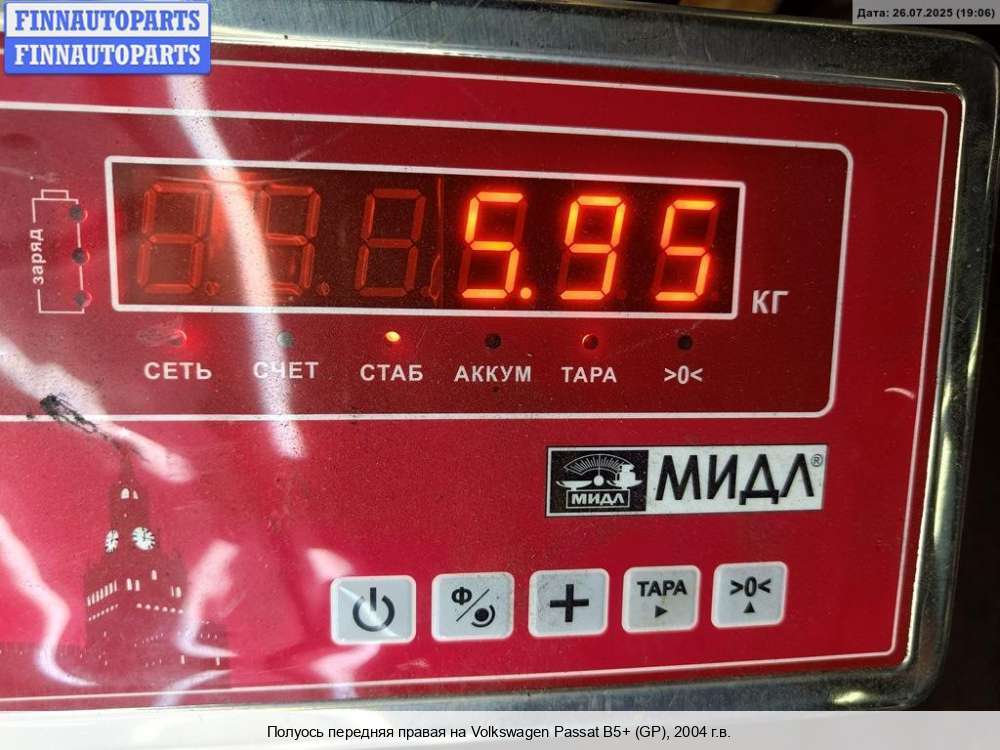 FINNAUTOPARTS
FINNAUTOPARTS
Дата: 26.07.2025 (19:06)
заряд
5.95
КГ
СЕТЬ СЧЕТ СТАБ АККУМ ТАРА >0<
МИДЛ МИДЛ®
Ф ТАРА >0<
Полуось передняя правая на Volkswagen Passat B5+ (GP), 2004 г.в.